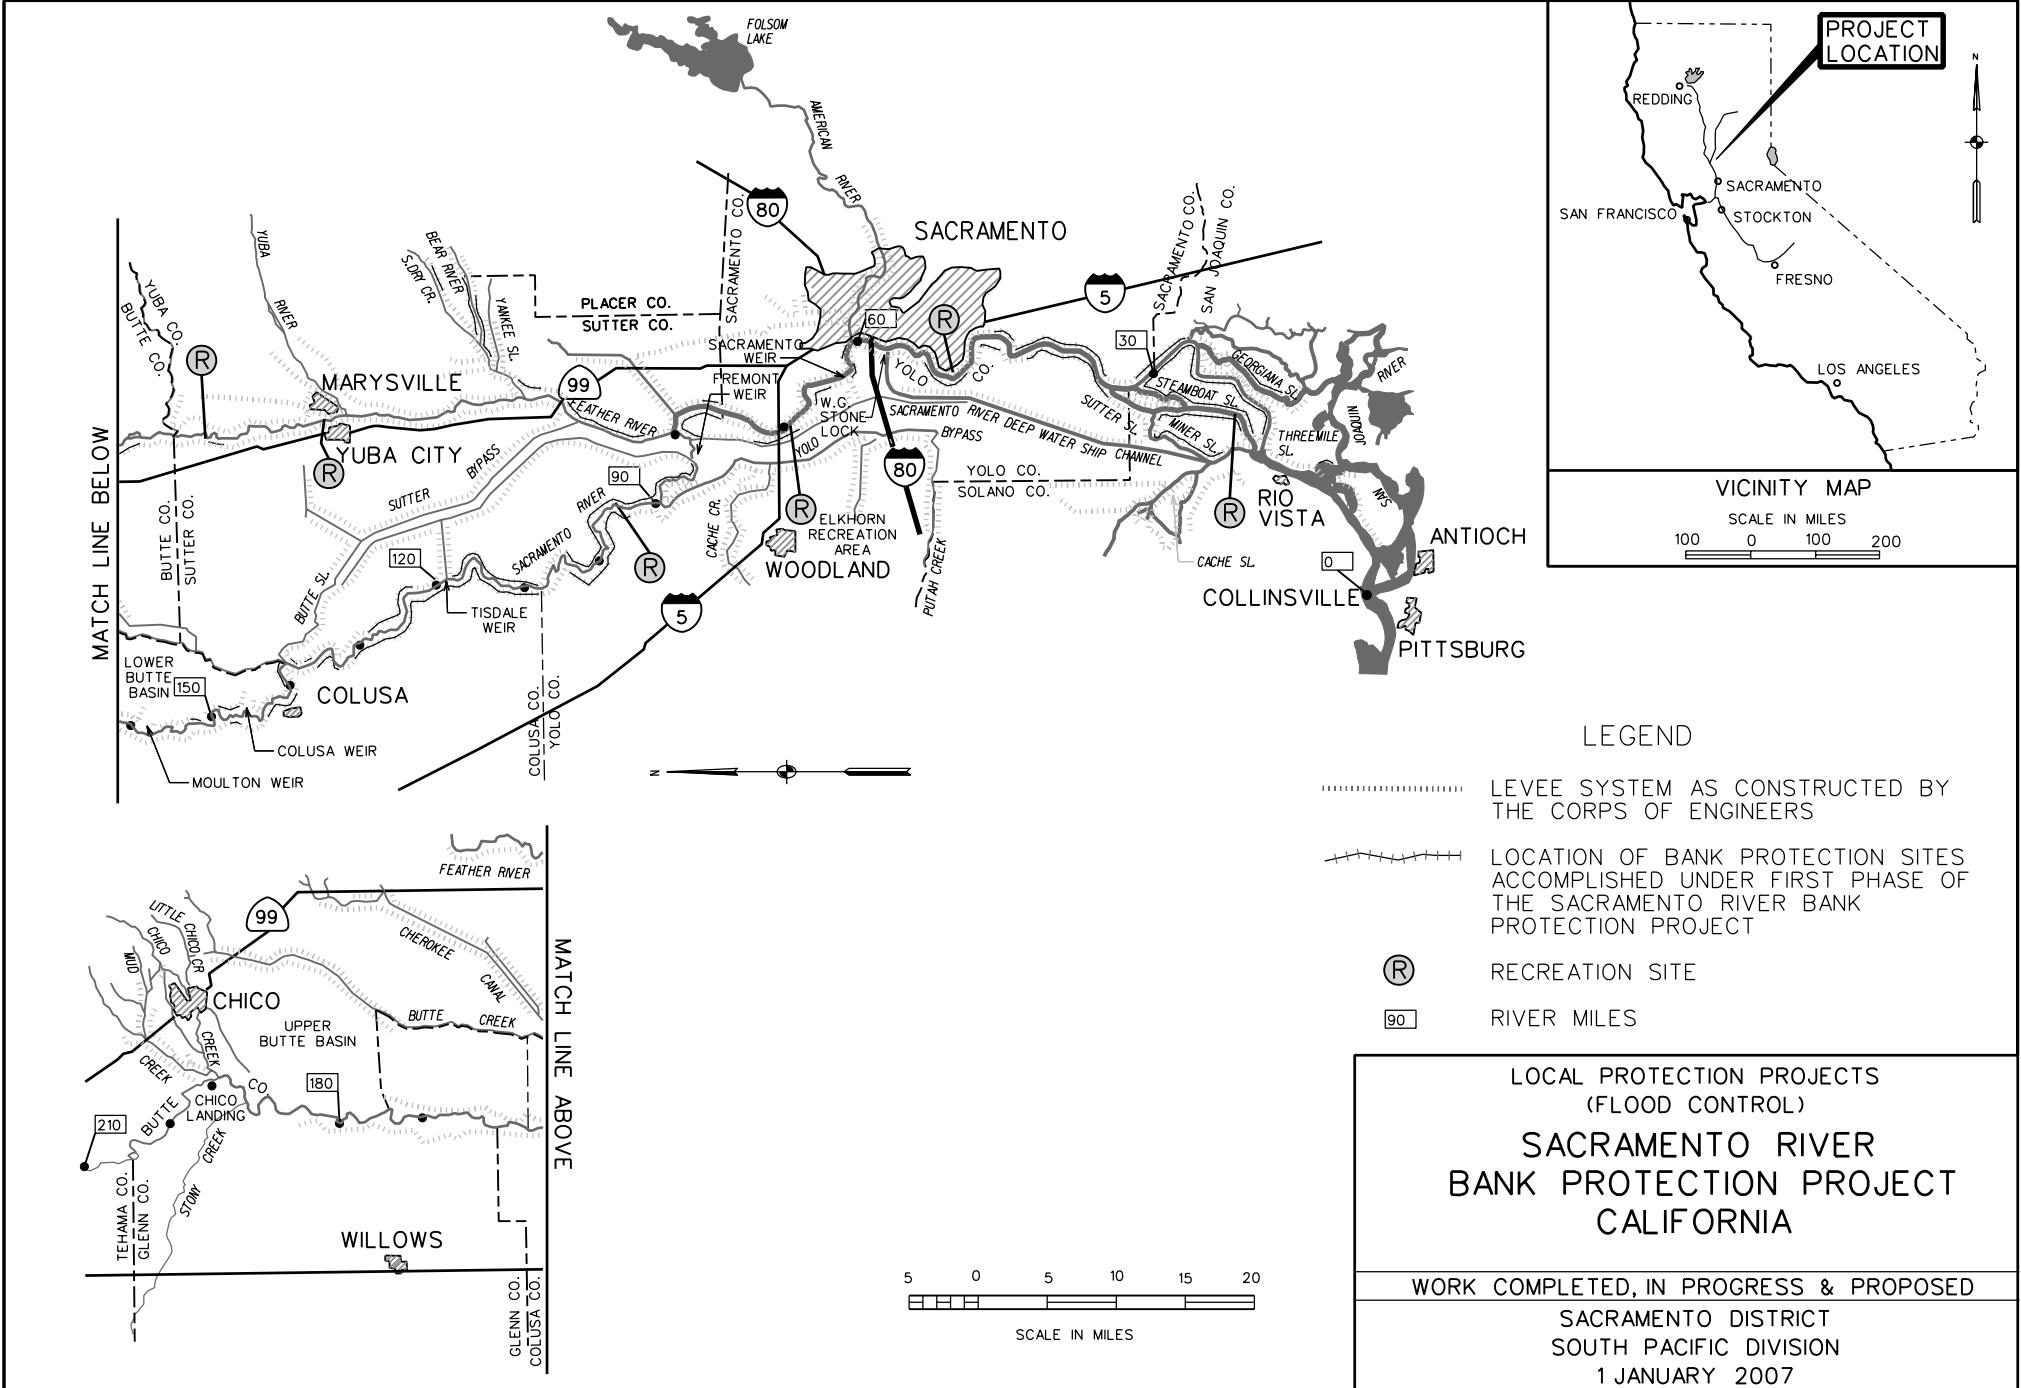 FOLSOM
LAKE
AMERICAN
RIVER
PROJECT
LOCATION
N
REDDING
SACRAMENTO
SAN FRANCISCO
STOCKTON
FRESNO
LOS ANGELES
VICINITY MAP
SCALE IN MILES
100 0 100 200
MATCH LINE BELOW
YUBA CO.
BUTTE CO.
YUBA
RIVER
BEAR RIVER
S.DRY CR.
YANKEE SL.
PLACER CO.
SUTTER CO.
SACRAMENTO CO.
80
SACRAMENTO
5
SACRAMENTO CO.
SAN JOAQUIN CO.
R
R
60
30
SACRAMENTO
WEIR
FREMONT
WEIR
99
MARYSVILLE
YUBA CITY
R
FEATHER RIVER
W.G.
STONE
LOCK
YOLO CO.
YOLO
BYPASS
SACRAMENTO RIVER DEEP WATER SHIP CHANNEL
80
SUTTER SL.
STEAMBOAT SL.
MINER SL.
GEORGIANA SL.
THREEMILE
SL.
SAN
JOAQUIN
RIVER
YOLO CO.
SOLANO CO.
R
RIO
VISTA
ANTIOCH
0
COLLINSVILLE
PITTSBURG
CACHE SL.
BUTTE CO.
SUTTER CO.
SUTTER
BYPASS
BUTTE SL.
90
120
SACRAMENTO
RIVER
R
CACHE CR.
R
ELKHORN
RECREATION
AREA
WOODLAND
PUTAH CREEK
5
TISDALE
WEIR
COLUSA CO.
YOLO CO.
LOWER
BUTTE
BASIN
150
COLUSA
COLUSA WEIR
MOULTON WEIR
N
LEGEND
LEVEE SYSTEM AS CONSTRUCTED BY
THE CORPS OF ENGINEERS
LOCATION OF BANK PROTECTION SITES
ACCOMPLISHED UNDER FIRST PHASE OF
THE SACRAMENTO RIVER BANK
PROTECTION PROJECT
R
RECREATION SITE
90
RIVER MILES
FEATHER RIVER
99
LITTLE
CHICO CR
CHICO
MUD
CHEROKEE
CANAL
CHICO
UPPER
BUTTE BASIN
BUTTE CREEK
CREEK
CREEK
CO.
BUTTE
CHICO
LANDING
180
210
STONY
CREEK
TEHAMA CO.
GLENN CO.
WILLOWS
GLENN CO.
COLUSA CO.
MATCH LINE ABOVE
5 0 5 10 15 20
SCALE IN MILES
LOCAL PROTECTION PROJECTS
(FLOOD CONTROL)
SACRAMENTO RIVER
BANK PROTECTION PROJECT
CALIFORNIA
WORK COMPLETED, IN PROGRESS & PROPOSED
SACRAMENTO DISTRICT
SOUTH PACIFIC DIVISION
1 JANUARY 2007